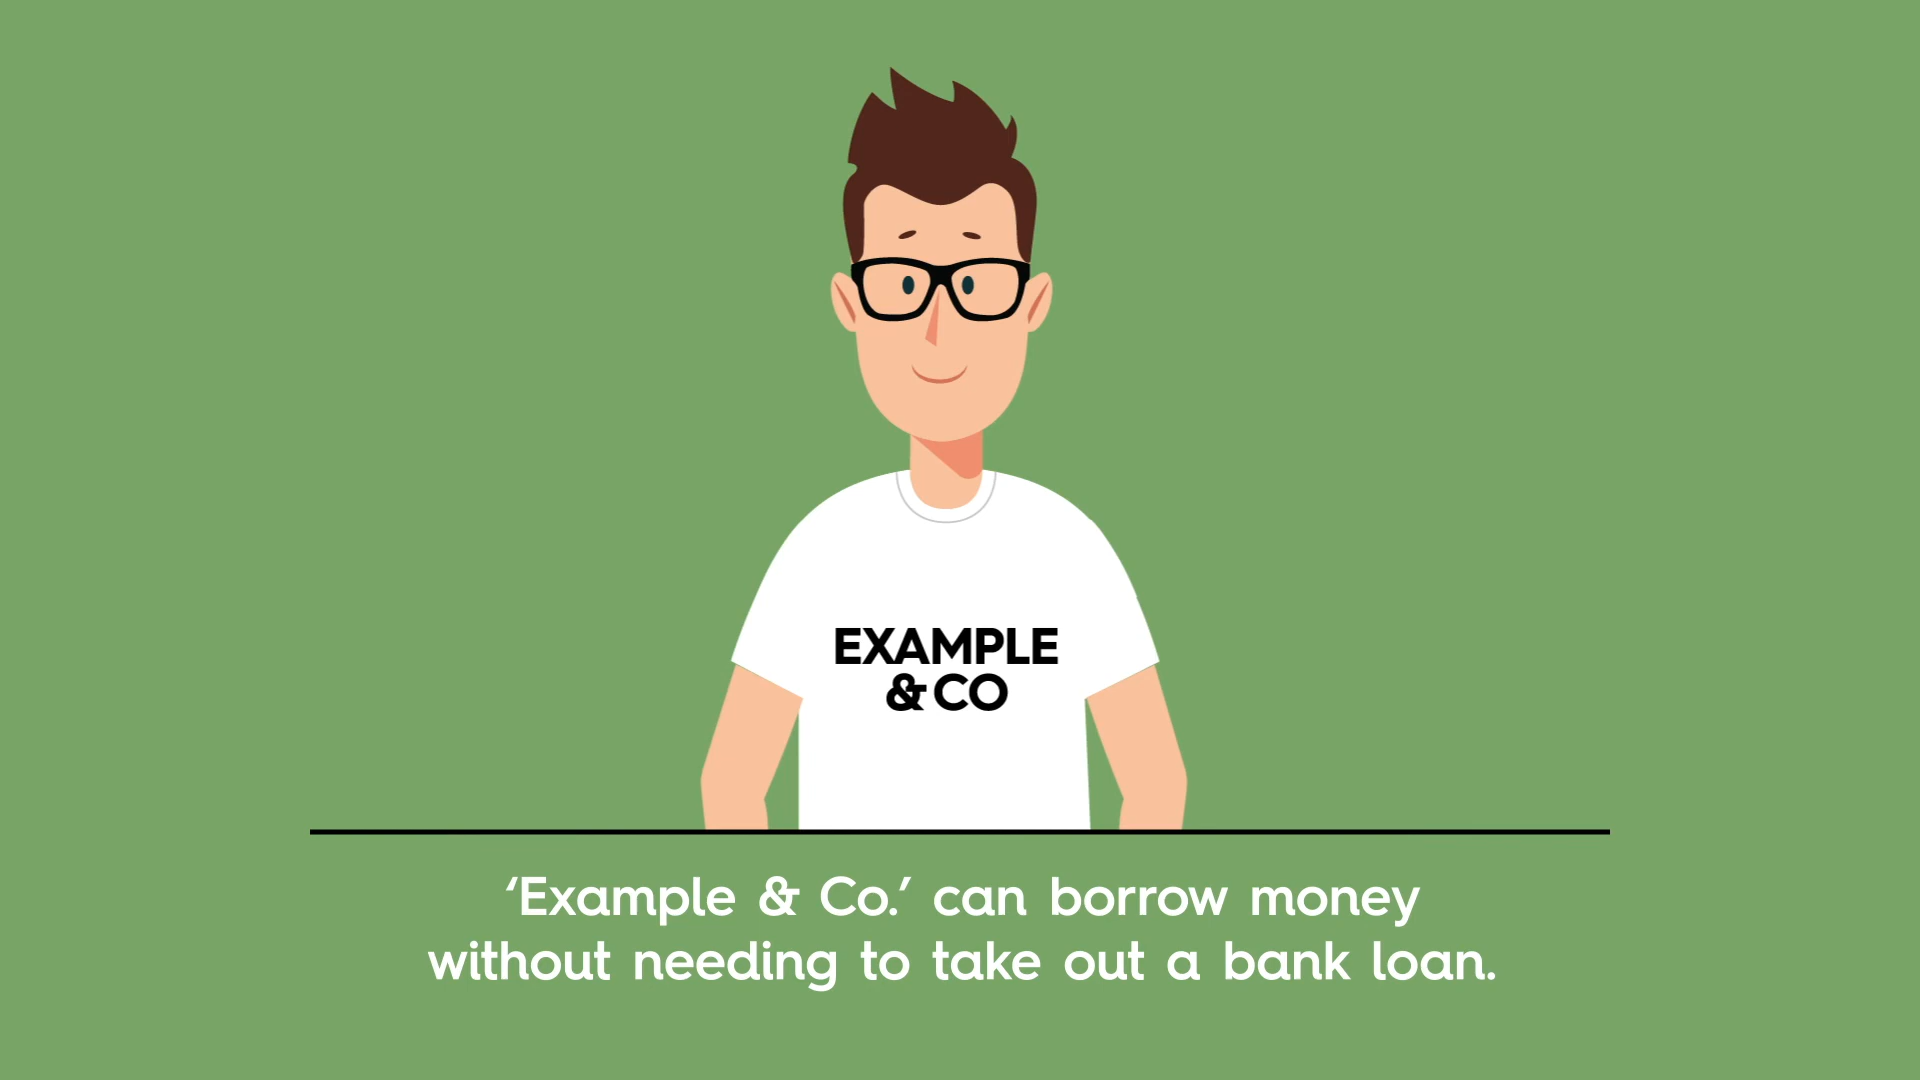 EXAMPLE
& CO
‘Example & Co.’ can borrow money
without needing to take out a bank loan.